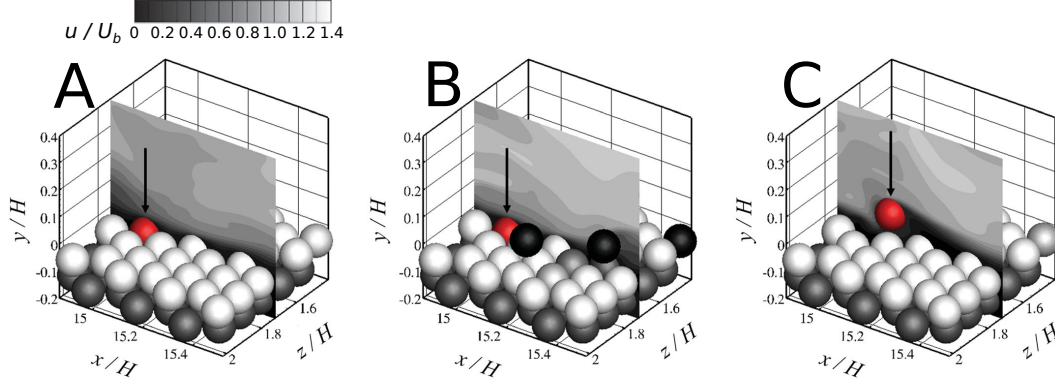 u / U_b 0 0.2 0.4 0.6 0.8 1.0 1.2 1.4
A B C
0.4 0.4 0.4
0.3 0.3 0.3
0.2 0.2 0.2
0.1 0.1 0.1
0 0 0
-0.1 -0.1 -0.1
-0.2 -0.2 -0.2
y / H y / H y / H
15 15.2 15.4 15 15.2 15.4 15 15.2 15.4
x / H x / H x / H
2 1.8 1.6 2 1.8 1.6 2 1.8 1.6
z / H z / H z / H